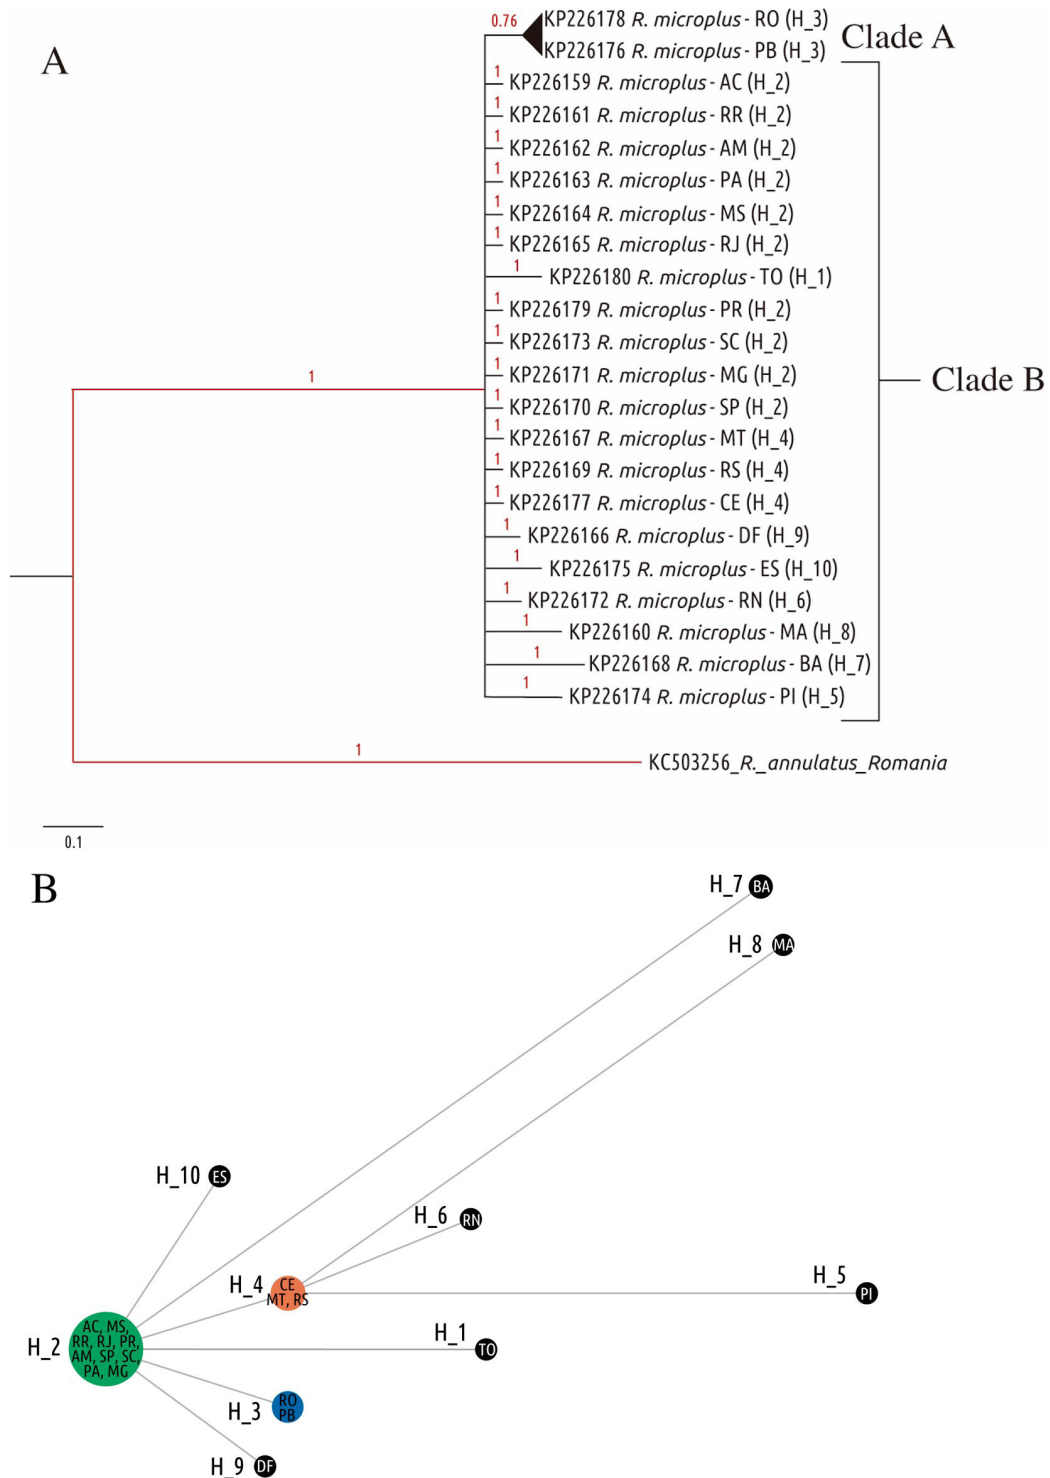 A
0.76
KP226178 R. microplus - RO (H_3)
KP226176 R. microplus - PB (H_3)
Clade A
1
KP226159 R. microplus - AC (H_2)
1
KP226161 R. microplus - RR (H_2)
1
KP226162 R. microplus - AM (H_2)
1
KP226163 R. microplus - PA (H_2)
1
KP226164 R. microplus - MS (H_2)
1
KP226165 R. microplus - RJ (H_2)
1
KP226180 R. microplus - TO (H_1)
1
KP226179 R. microplus - PR (H_2)
1
KP226173 R. microplus - SC (H_2)
1
KP226171 R. microplus - MG (H_2)
1
Clade B
1
KP226170 R. microplus - SP (H_2)
1
KP226167 R. microplus - MT (H_4)
1
KP226169 R. microplus - RS (H_4)
1
KP226177 R. microplus - CE (H_4)
1
KP226166 R. microplus - DF (H_9)
1
KP226175 R. microplus - ES (H_10)
1
KP226172 R. microplus - RN (H_6)
1
KP226160 R. microplus - MA (H_8)
1
KP226168 R. microplus - BA (H_7)
1
KP226174 R. microplus - PI (H_5)
1
KC503256_R._annulatus_Romania
0.1
B
H_7 BA
H_8 MA
H_10 ES
H_6 RN
H_5 PI
H_4
CE
MT, RS
H_1 TO
H_2
AC, MS,
RR, RJ, PR,
AM, SP, SC,
PA, MG
H_3
RO
PB
H_9 DF